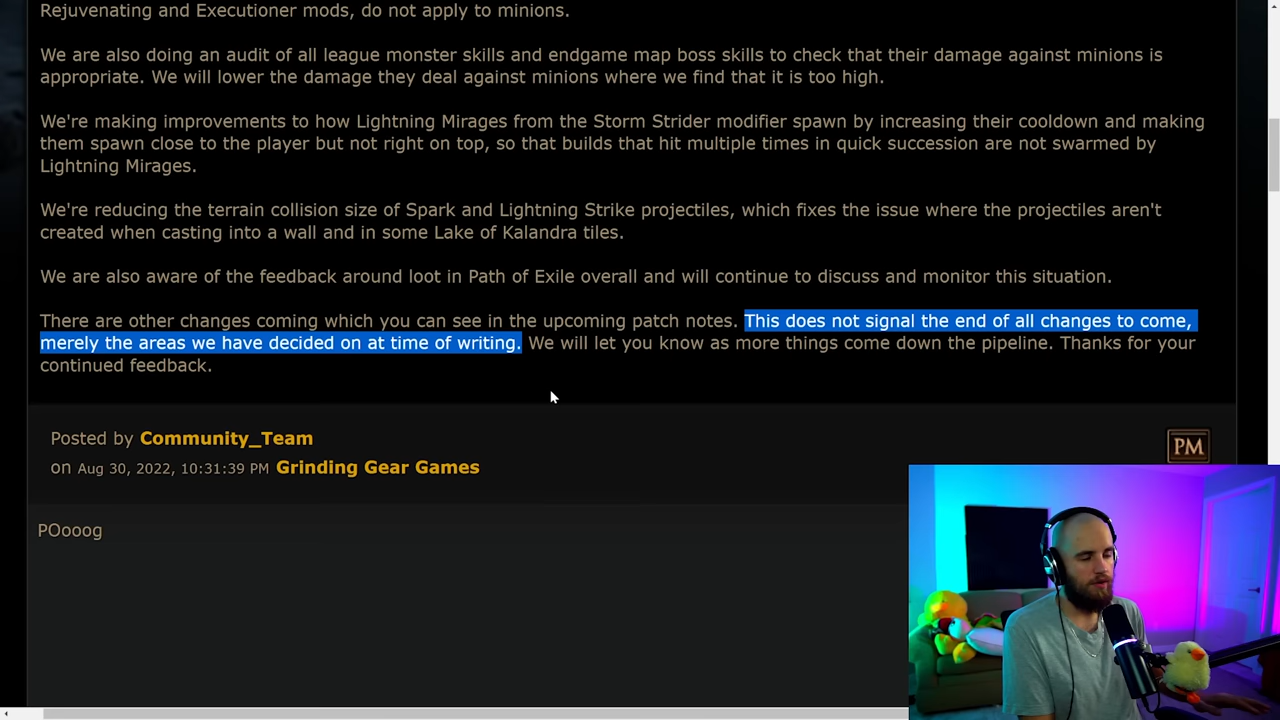 Rejuvenating and Executioner mods, do not apply to minions.
We are also doing an audit of all league monster skills and endgame map boss skills to check that their damage against minions is
appropriate. We will lower the damage they deal against minions where we find that it is too high.
We're making improvements to how Lightning Mirages from the Storm Strider modifier spawn by increasing their cooldown and making
them spawn close to the player but not right on top, so that builds that hit multiple times in quick succession are not swarmed by
Lightning Mirages.
We're reducing the terrain collision size of Spark and Lightning Strike projectiles, which fixes the issue where the projectiles aren't
created when casting into a wall and in some Lake of Kalandra tiles.
We are also aware of the feedback around loot in Path of Exile overall and will continue to discuss and monitor this situation.
There are other changes coming which you can see in the upcoming patch notes. This does not signal the end of all changes to come,
merely the areas we have decided on at time of writing. We will let you know as more things come down the pipeline. Thanks for your
continued feedback.
Posted by Community_Team
on Aug 30, 2022, 10:31:39 PM Grinding Gear Games
PM
POooog